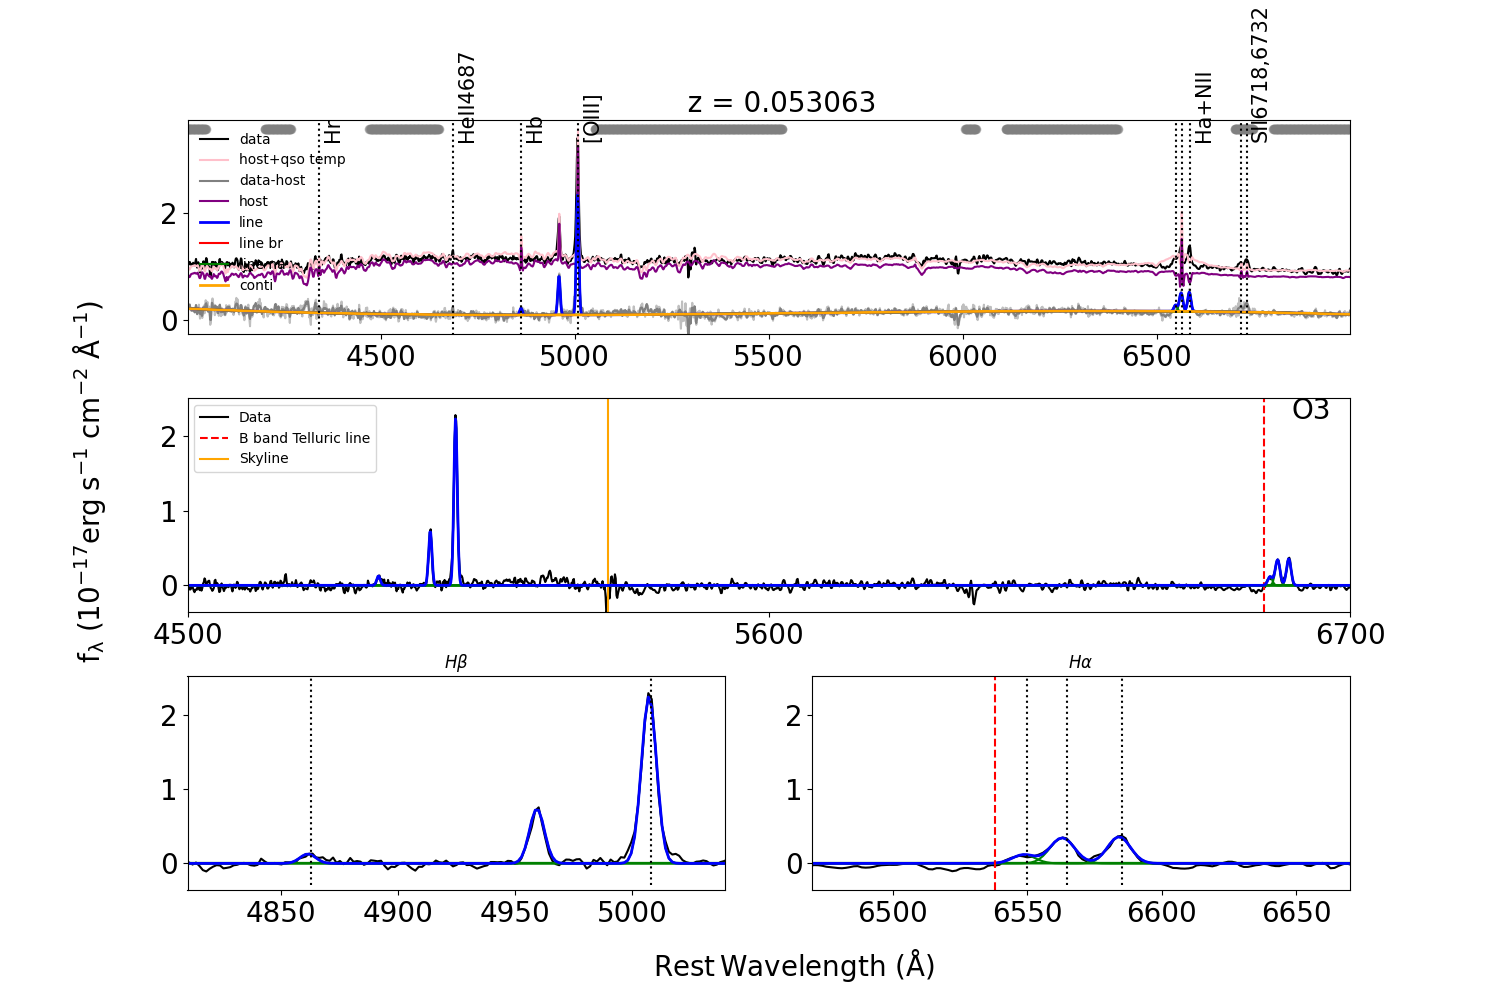 z = 0.053063
Hr
HeII4687
Hb
[OIII]
Ha+NII
SII6718,6732
data
host+qso temp
data-host
host
line
line br
conti
2
0
4500
5000
5500
6000
6500
f_λ (10⁻¹⁷erg s⁻¹ cm⁻² Å⁻¹)
Data
B band Telluric line
Skyline
O3
2
1
0
4500
5600
6700
Hβ
2
1
0
4850
4900
4950
5000
Hα
2
1
0
6500
6550
6600
6650
Rest Wavelength (Å)